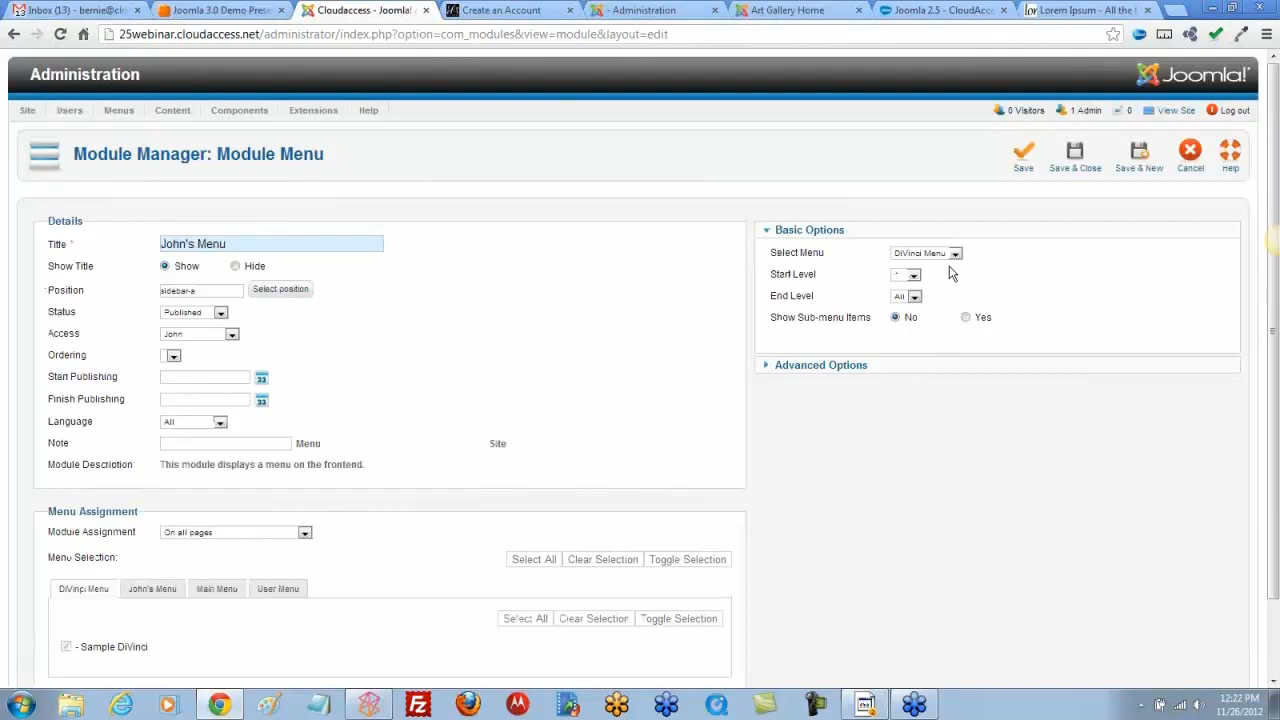 Inbox (13) - bernie@clo
Joomla 3.0 Demo Prese
Cloudaccess - Joomla!
Create an Account
- Administration
Art Gallery Home
Joomla 2.5 - CloudAcc
Lorem Ipsum - All the f
25webinar.cloudaccess.net/administrator/index.php?option=com_modules&view=module&layout=edit
Administration
Joomla!
Site Users Menus Content Components Extensions Help
0 Visitors 1 Admin 0 View Site Log out
Module Manager: Module Menu
Save Save & Close Save & New Cancel Help
Details
Title * John's Menu
Show Title Show Hide
Position sidebar-a Select position
Status Published
Access John
Ordering
Start Publishing 23
Finish Publishing 23
Language All
Note Menu Site
Module Description: This module displays a menu on the frontend.
Basic Options
Select Menu DiVinci Menu
Start Level
End Level All
Show Sub-menu Items No Yes
Advanced Options
Menu Assignment
Module Assignment On all pages
Menu Selection:
Select All Clear Selection Toggle Selection
DiVinci Menu John's Menu Main Menu User Menu
Select All Clear Selection Toggle Selection
- Sample DiVinci
12:22 PM
11/26/2012